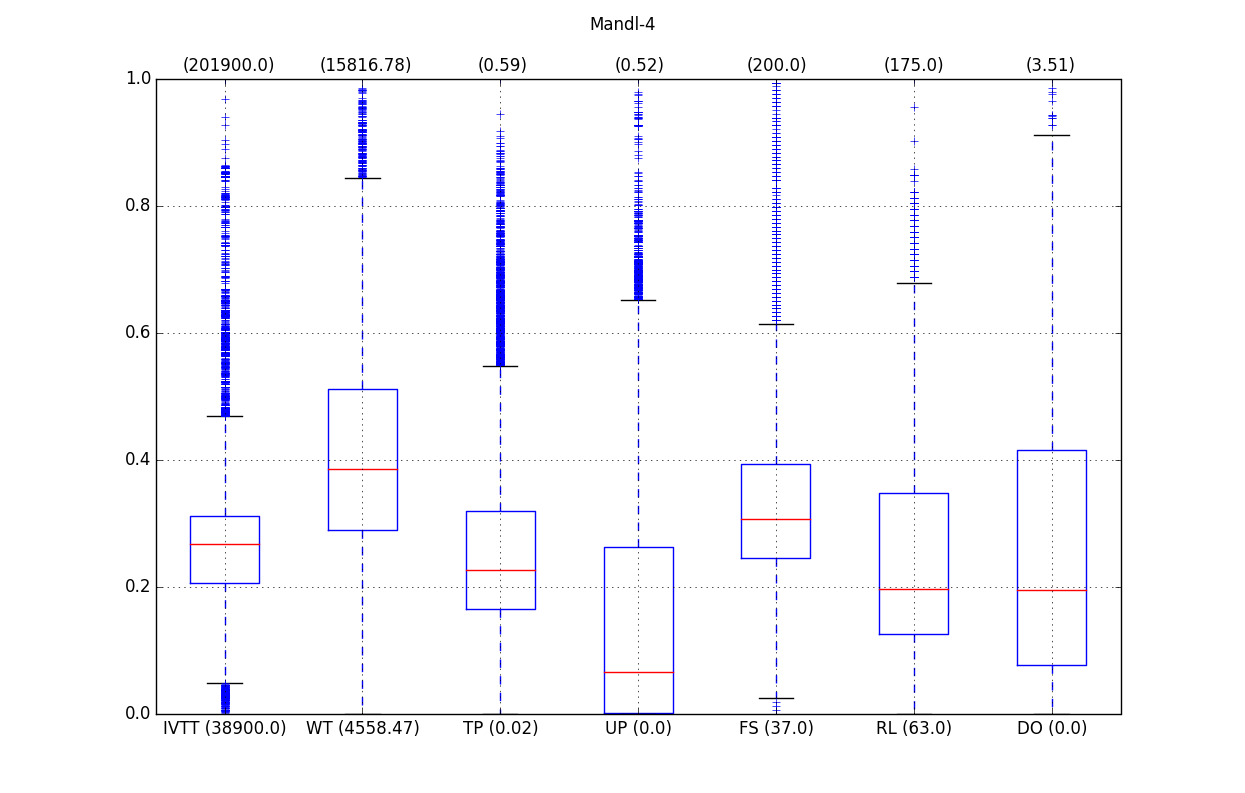 Mandl-4
(201900.0) (15816.78) (0.59) (0.52) (200.0) (175.0) (3.51)
1.0
0.8
0.6
0.4
0.2
0.0
IVTT (38900.0) WT (4558.47) TP (0.02) UP (0.0) FS (37.0) RL (63.0) DO (0.0)